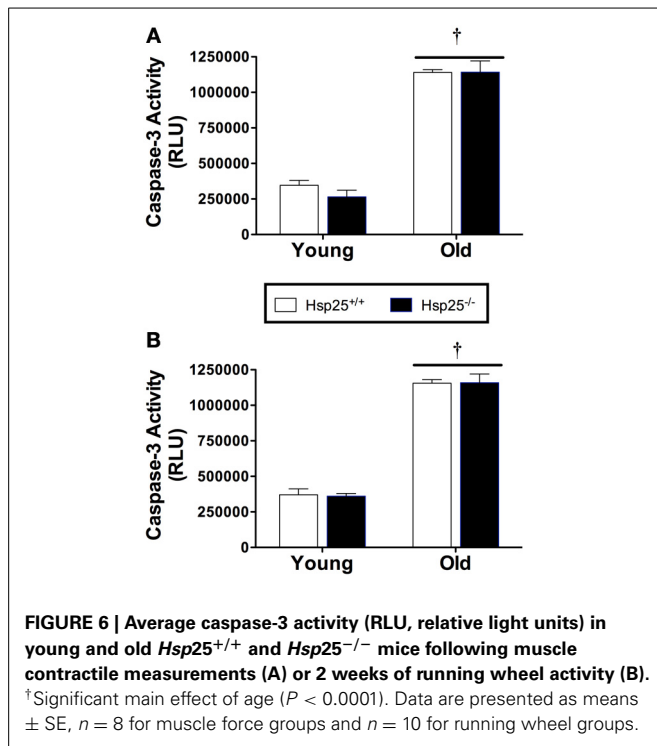 A
†
Caspase-3 Activity
(RLU)
1250000
1000000
750000
500000
250000
0
Young Old
Hsp25+/+ Hsp25-/-
B
†
Caspase-3 Activity
(RLU)
1250000
1000000
750000
500000
250000
0
Young Old
FIGURE 6 | Average caspase-3 activity (RLU, relative light units) in
young and old Hsp25+/+ and Hsp25−/− mice following muscle
contractile measurements (A) or 2 weeks of running wheel activity (B).
†Significant main effect of age (P < 0.0001). Data are presented as means
± SE, n = 8 for muscle force groups and n = 10 for running wheel groups.